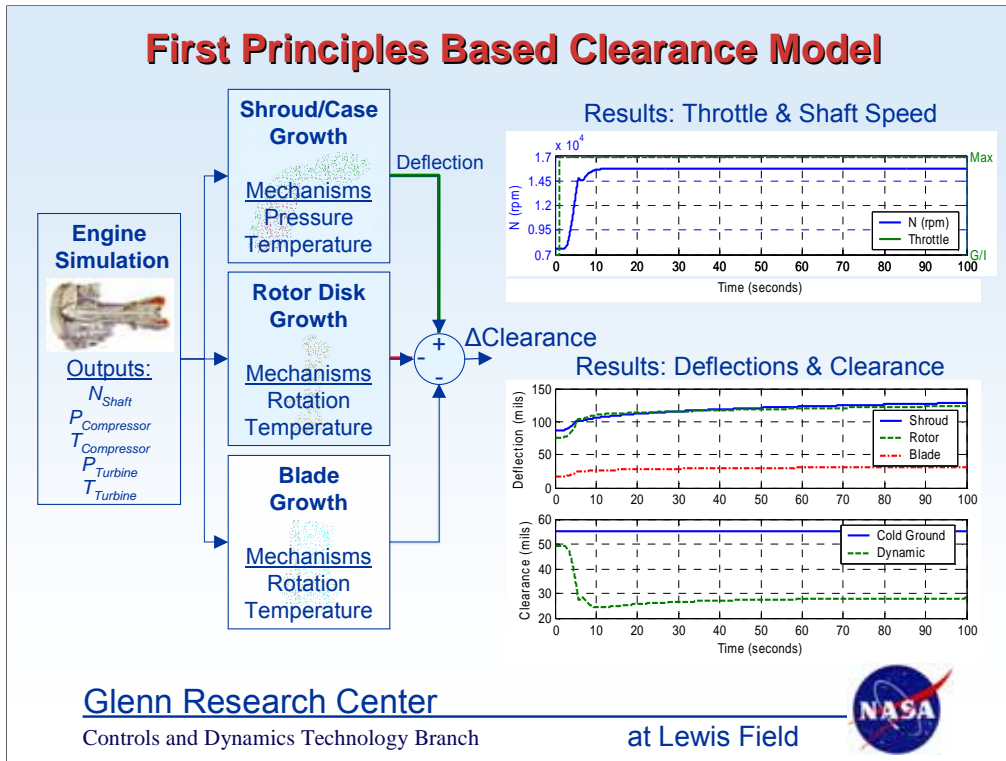 First Principles Based Clearance Model
Engine
Simulation
Outputs:
N Shaft
P Compressor
T Compressor
P Turbine
T Turbine
Shroud/Case
Growth
Mechanisms
Pressure
Temperature
Rotor Disk
Growth
Mechanisms
Rotation
Temperature
Blade
Growth
Mechanisms
Rotation
Temperature
Deflection
+
-
-
ΔClearance
Results: Throttle & Shaft Speed
x 10^4
1.7
1.45
1.2
0.95
0.7
N (rpm)
Max
G/I
N (rpm)
Throttle
0 10 20 30 40 50 60 70 80 90 100
Time (seconds)
Results: Deflections & Clearance
150
100
50
0
Deflection (mils)
Shroud
Rotor
Blade
0 10 20 30 40 50 60 70 80 90 100
60
50
40
30
20
Clearance (mils)
Cold Ground
Dynamic
0 10 20 30 40 50 60 70 80 90 100
Time (seconds)
Glenn Research Center
Controls and Dynamics Technology Branch
at Lewis Field
NASA